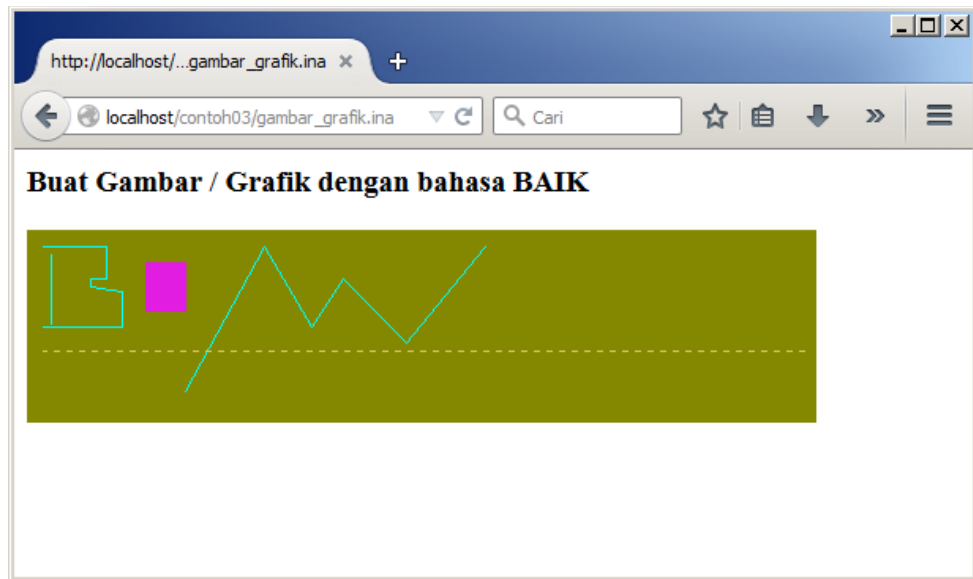 http://localhost/...gambar_grafik.ina
localhost/contoh03/gambar_grafik.ina
Cari
Buat Gambar / Grafik dengan bahasa BAIK